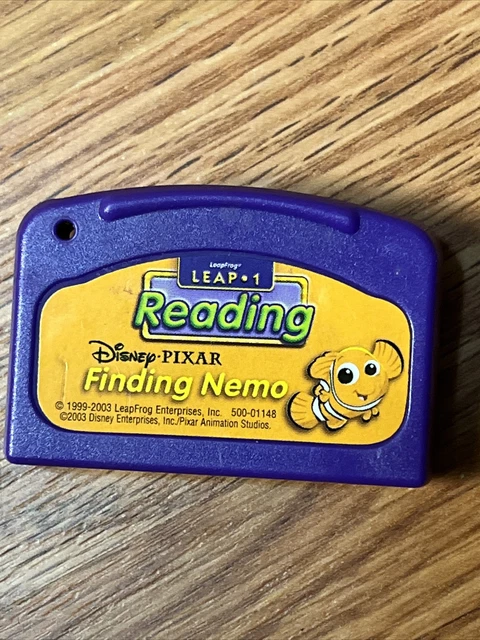 LeapFrog®
LEAP•1
Reading
Disney•PIXAR
Finding Nemo
© 1999-2003 LeapFrog Enterprises, Inc. 500-01148
©2003 Disney Enterprises, Inc./Pixar Animation Studios.